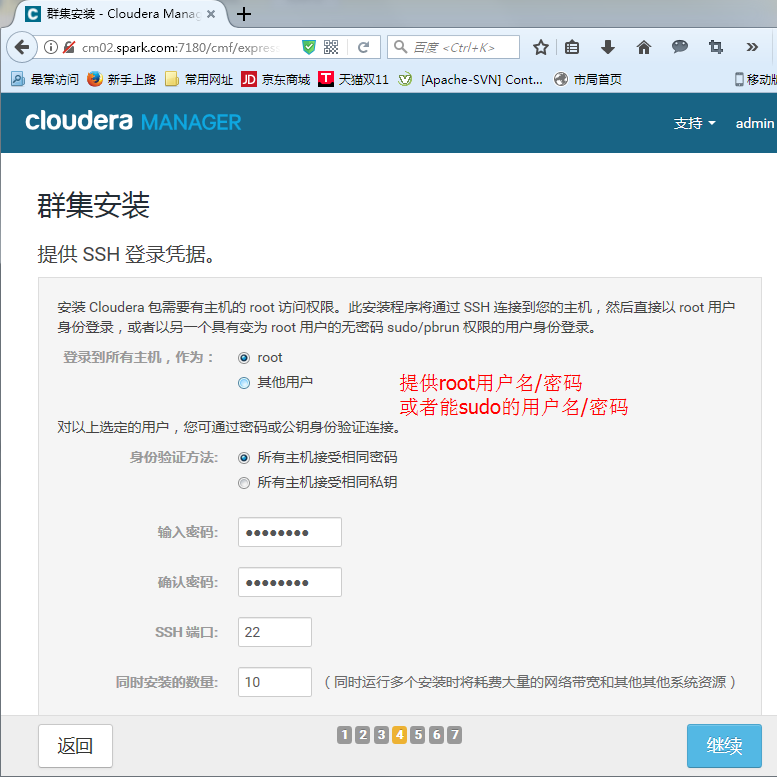 群集安装 - Cloudera Manag
cm02.spark.com:7180/cmf/expres
百度 <Ctrl+K>
最常访问 新手上路 常用网址 JD 京东商城 T 天猫双11 [Apache-SVN] Cont... 市局首页 移动版
cloudera MANAGER 支持 admin
群集安装
提供 SSH 登录凭据。
安装 Cloudera 包需要有主机的 root 访问权限。此安装程序将通过 SSH 连接到您的主机，然后直接以 root 用户
身份登录，或者以另一个具有变为 root 用户的无密码 sudo/pbrun 权限的用户身份登录。
登录到所有主机，作为： root
其他用户
提供root用户名/密码
或者能sudo的用户名/密码
对以上选定的用户，您可通过密码或公钥身份验证连接。
身份验证方法: 所有主机接受相同密码
所有主机接受相同私钥
输入密码: ●●●●●●●●
确认密码: ●●●●●●●●
SSH 端口: 22
同时安装的数量: 10 （同时运行多个安装时将耗费大量的网络带宽和其他其他系统资源）
返回 1 2 3 4 5 6 7 继续